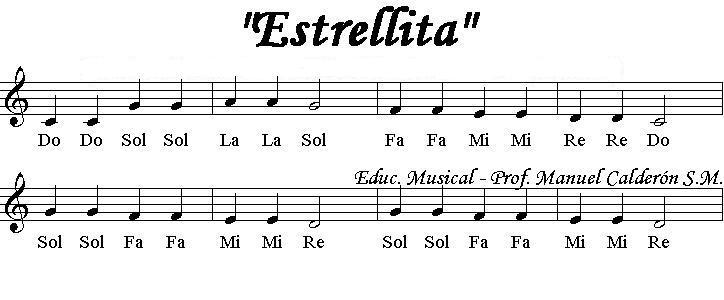 "Estrellita"
Do Do Sol Sol La La Sol Fa Fa Mi Mi Re Re Do
Educ. Musical - Prof. Manuel Calderón S.M.
Sol Sol Fa Fa Mi Mi Re Sol Sol Fa Fa Mi Mi Re